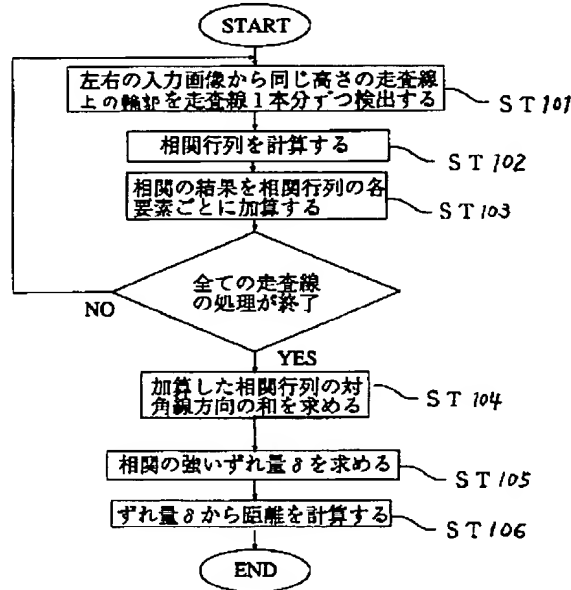 START
左右の入力画像から同じ高さの走査線
上の輪郭を走査線1本分ずつ検出する
ST101
相関行列を計算する
ST102
相関の結果を相関行列の各
要素ごとに加算する
ST103
全ての走査線
の処理が終了
NO
YES
加算した相関行列の対
角線方向の和を求める
ST104
相関の強いずれ量δを求める
ST105
ずれ量δから距離を計算する
ST106
END